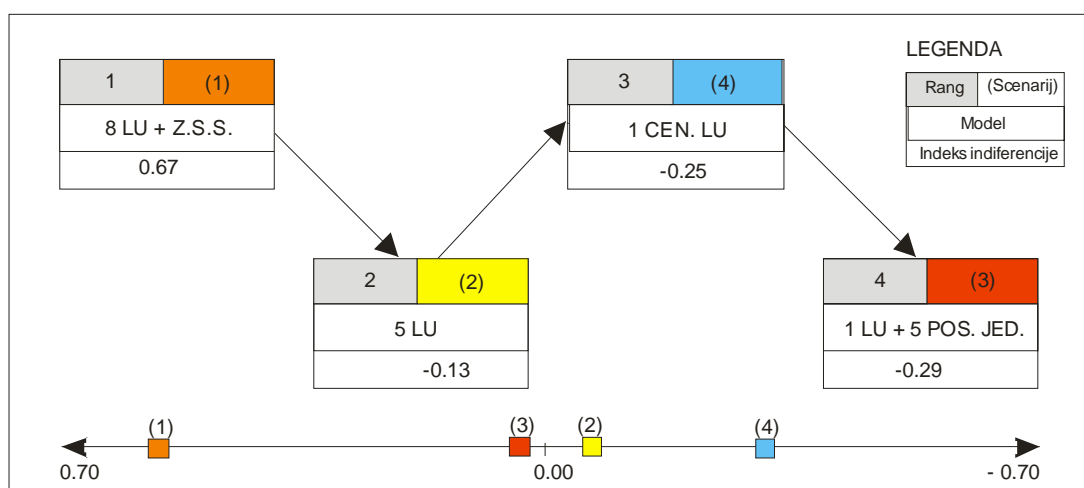 LEGENDA
Rang (Scenarij)
Model
Indeks indiferencije
1 (1)
8 LU + Z.S.S.
0.67
3 (4)
1 CEN. LU
-0.25
2 (2)
5 LU
-0.13
4 (3)
1 LU + 5 POS. JED.
-0.29
(1) (3) (2) (4)
0.70 0.00 - 0.70